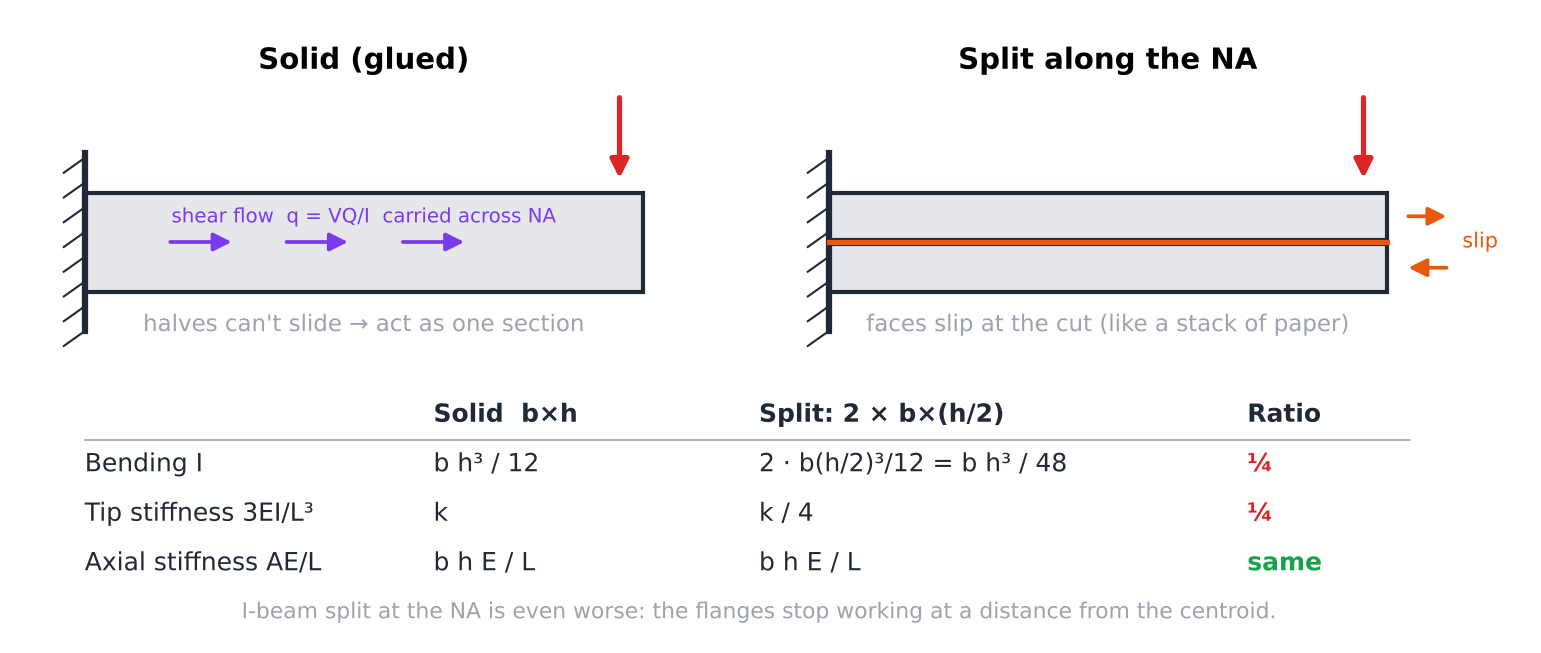 Solid (glued)
Split along the NA
shear flow  q = VQ/I  carried across NA
slip
halves can't slide → act as one section
faces slip at the cut (like a stack of paper)
Solid  b×h  Split: 2 × b×(h/2)  Ratio
Bending I  b h³ / 12  2 · b(h/2)³/12 = b h³ / 48  ¼
Tip stiffness 3EI/L³  k  k / 4  ¼
Axial stiffness AE/L  b h E / L  b h E / L  same
I-beam split at the NA is even worse: the flanges stop working at a distance from the centroid.